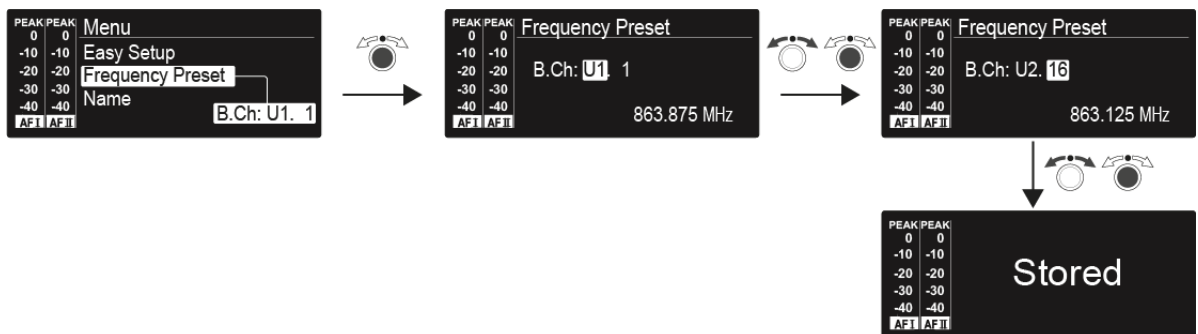 PEAK PEAK Menu
0 0
-10 -10 Easy Setup
-20 -20 Frequency Preset
-30 -30 Name
-40 -40 B.Ch: U1. 1
AF I AF II
PEAK PEAK Frequency Preset
0 0
-10 -10
-20 -20 B.Ch: U1. 1
-30 -30
-40 -40 863.875 MHz
AF I AF II
PEAK PEAK Frequency Preset
0 0
-10 -10
-20 -20 B.Ch: U2. 16
-30 -30
-40 -40 863.125 MHz
AF I AF II
PEAK PEAK
0 0
-10 -10
-20 -20 Stored
-30 -30
-40 -40
AF I AF II